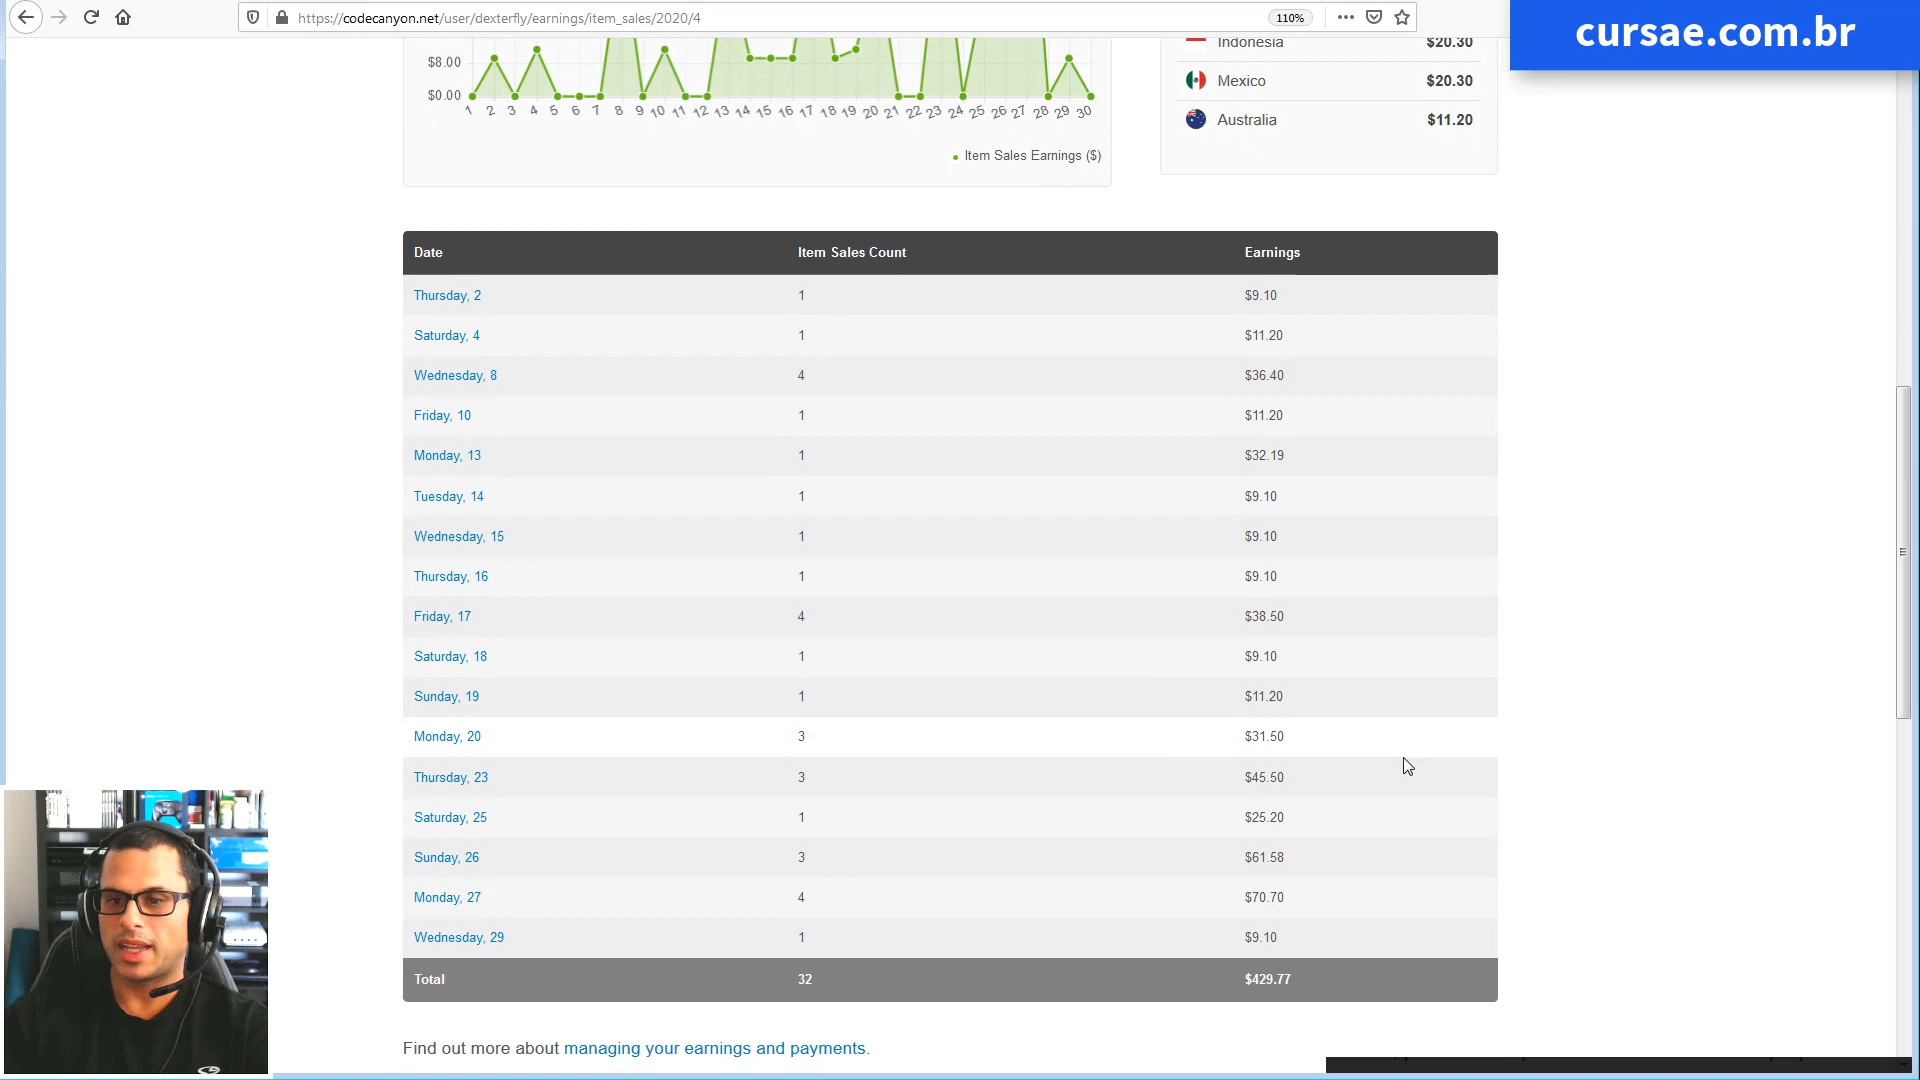 https://codecanyon.net/user/dexterfly/earnings/item_sales/2020/4
110%
cursae.com.br
$8.00
$0.00
1 2 3 4 5 6 7 8 9 10 11 12 13 14 15 16 17 18 19 20 21 22 23 24 25 26 27 28 29 30
Item Sales Earnings ($)
Indonesia $20.30
Mexico $20.30
Australia $11.20
Date Item Sales Count Earnings
Thursday, 2 1 $9.10
Saturday, 4 1 $11.20
Wednesday, 8 4 $36.40
Friday, 10 1 $11.20
Monday, 13 1 $32.19
Tuesday, 14 1 $9.10
Wednesday, 15 1 $9.10
Thursday, 16 1 $9.10
Friday, 17 4 $38.50
Saturday, 18 1 $9.10
Sunday, 19 1 $11.20
Monday, 20 3 $31.50
Thursday, 23 3 $45.50
Saturday, 25 1 $25.20
Sunday, 26 3 $61.58
Monday, 27 4 $70.70
Wednesday, 29 1 $9.10
Total 32 $429.77
Find out more about managing your earnings and payments.